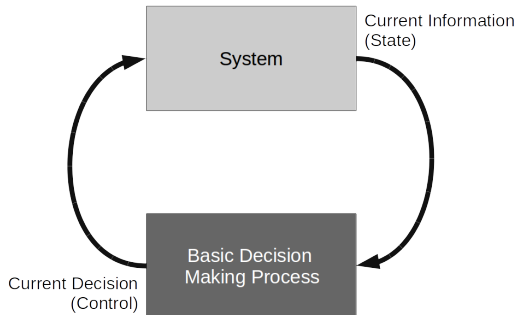 Current Information
(State)
System
Basic Decision
Making Process
Current Decision
(Control)